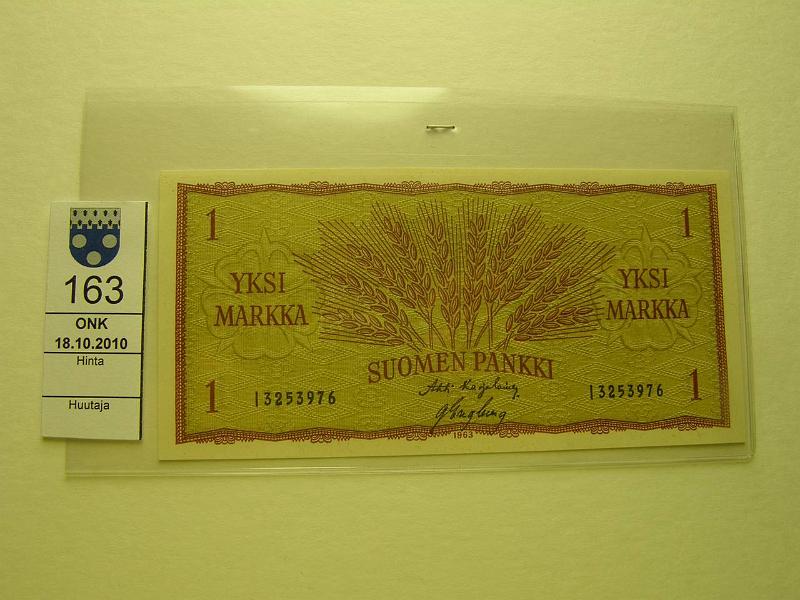 163
ONK
18.10.2010
Hinta
Huutaja
1 1
YKSI MARKKA
YKSI MARKKA
SUOMEN PANKKI
1 I3253976
I3253976 1
1963